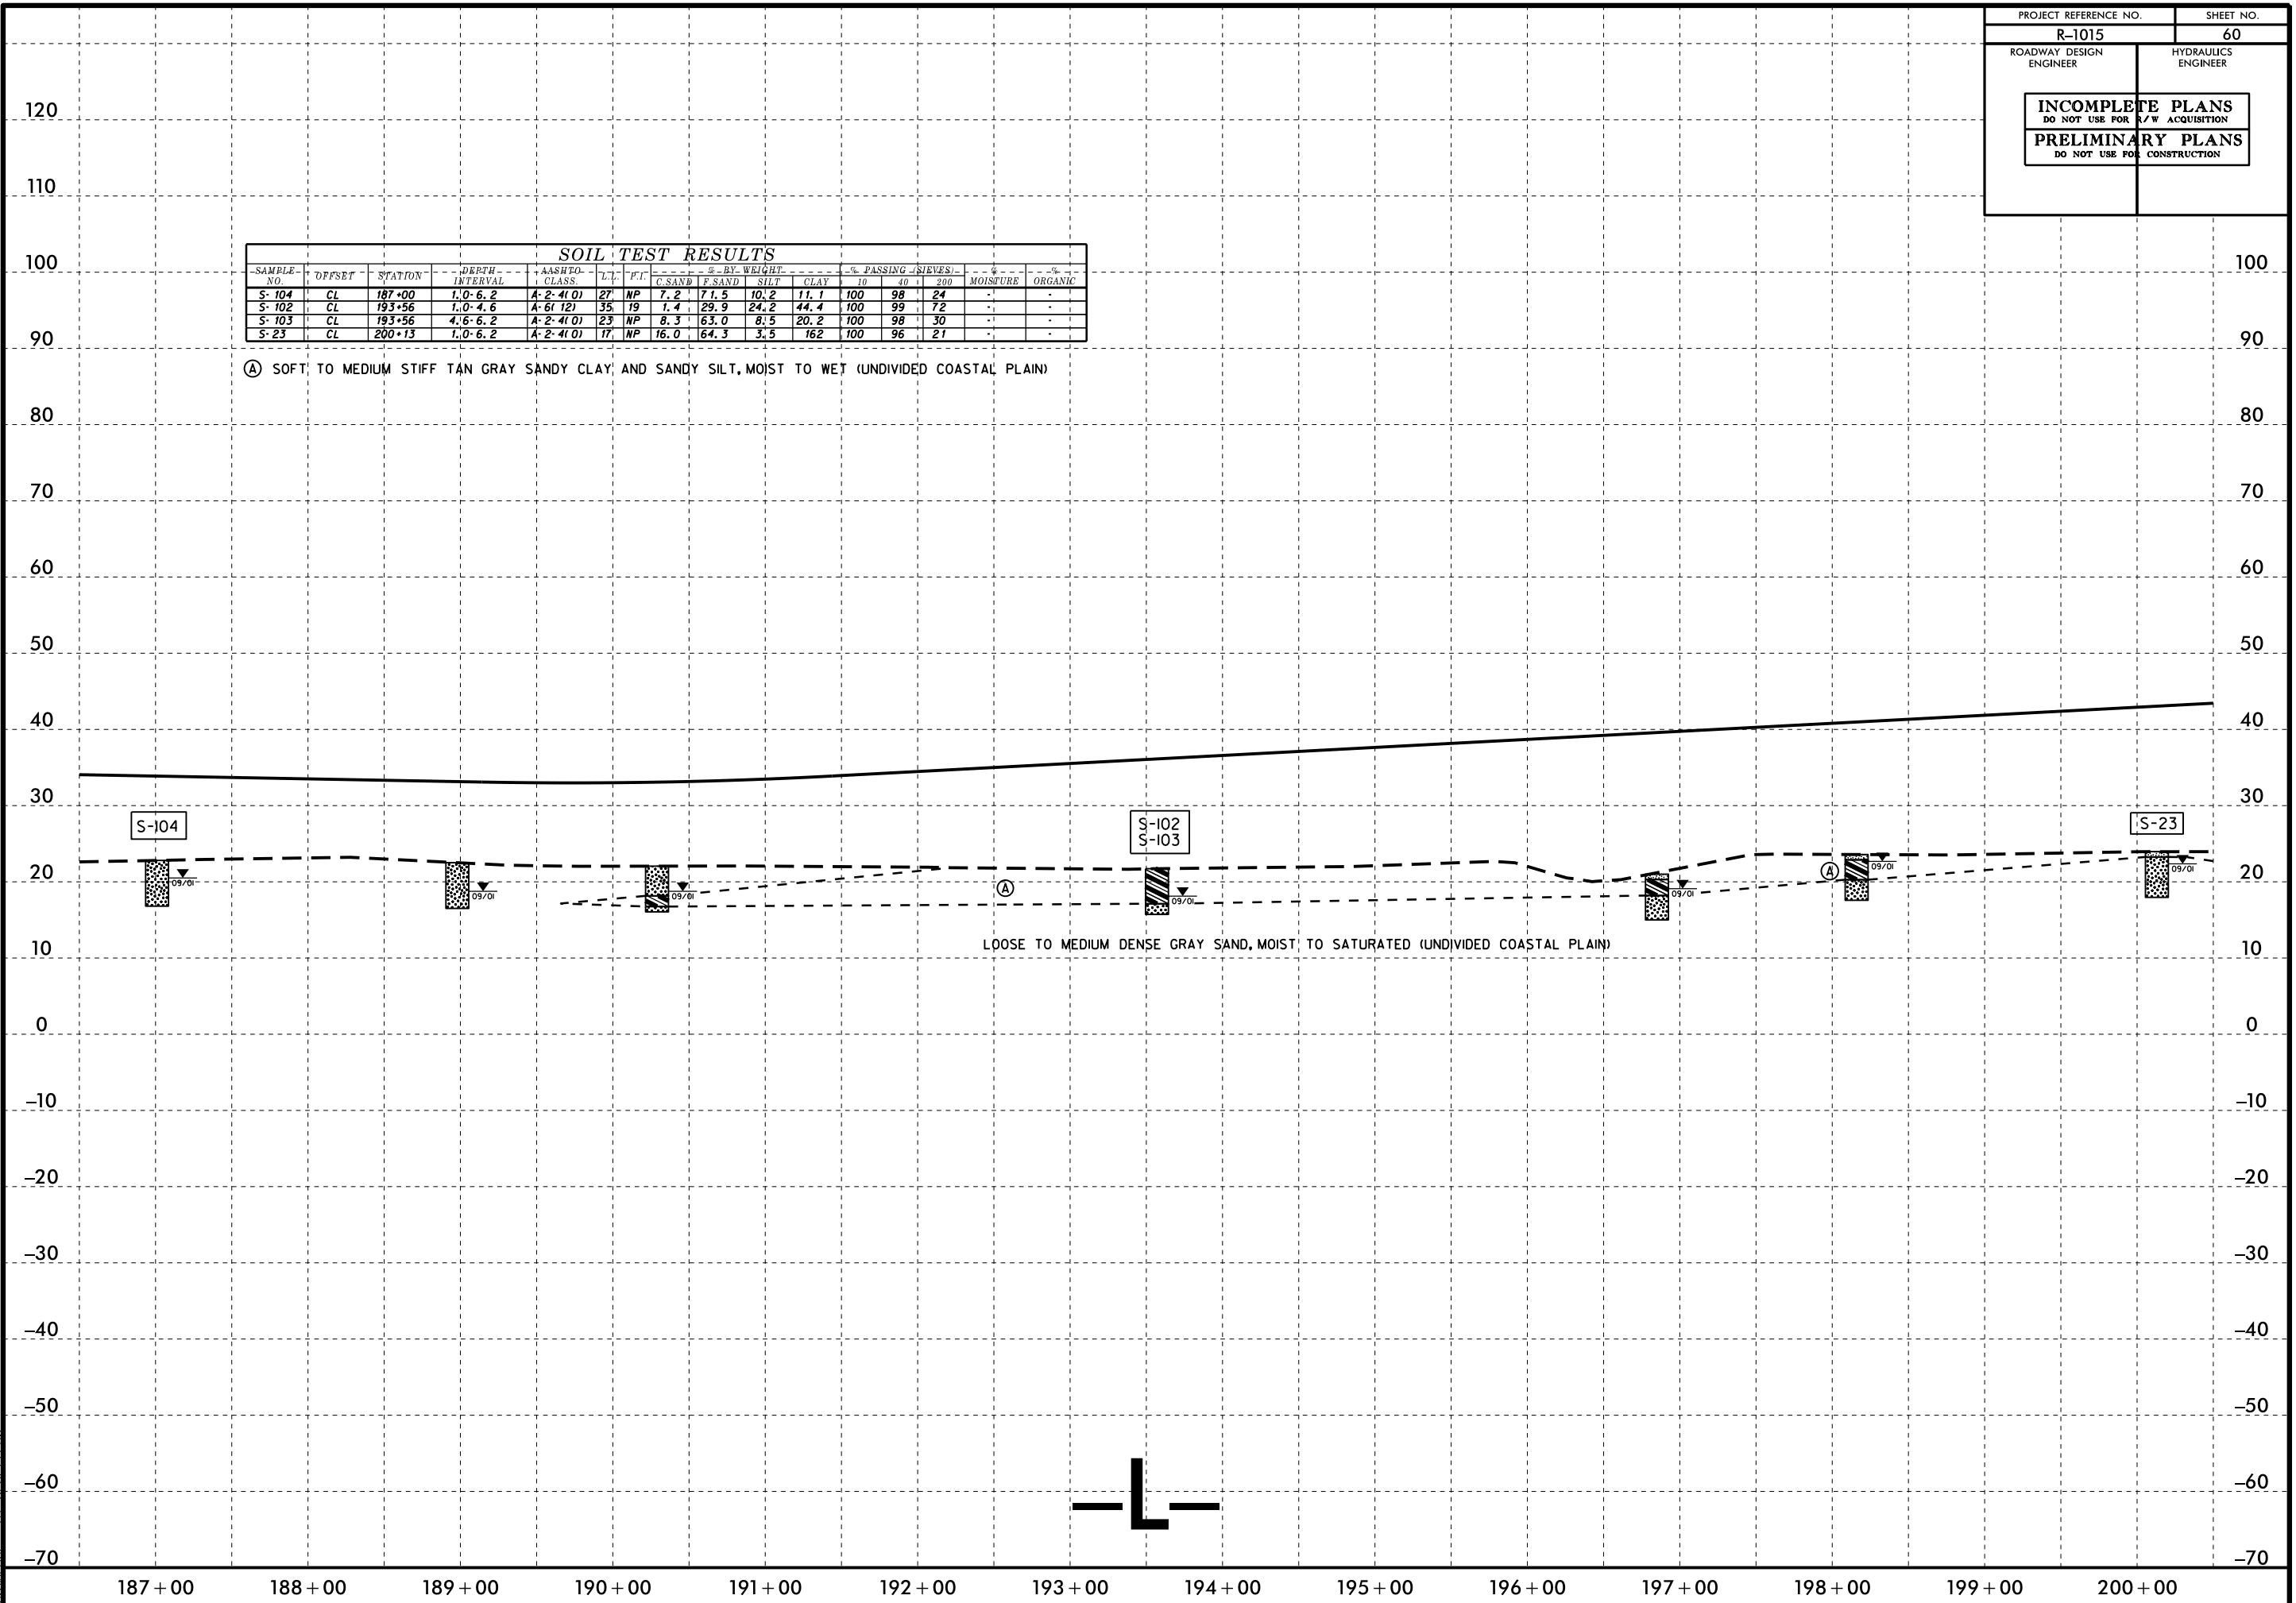 PROJECT REFERENCE NO. SHEET NO.
R-1015 60
ROADWAY DESIGN ENGINEER HYDRAULICS ENGINEER
INCOMPLETE PLANS
DO NOT USE FOR R/W ACQUISITION
PRELIMINARY PLANS
DO NOT USE FOR CONSTRUCTION
120
110
100 100
SOIL TEST RESULTS
SAMPLE NO. OFFSET STATION DEPTH INTERVAL AASHTO CLASS. L.L. P.I. % BY WEIGHT % PASSING (SIEVES) % MOISTURE % ORGANIC
C.SAND F.SAND SILT CLAY 10 40 200
S-104 CL 187+00 1.0-6.2 A-2-4(0) 27 NP 7.2 71.5 10.2 11.1 100 98 24 - -
S-102 CL 193+56 1.0-4.6 A-6(12) 35 19 1.4 29.9 24.2 44.4 100 99 72 - -
S-103 CL 193+56 4.6-6.2 A-2-4(0) 23 NP 8.3 63.0 8.5 20.2 100 98 30 - -
S-23 CL 200+13 1.0-6.2 A-2-4(0) 17 NP 16.0 64.3 3.5 162 100 96 21 - -
90 90
A SOFT TO MEDIUM STIFF TAN GRAY SANDY CLAY AND SANDY SILT, MOIST TO WET (UNDIVIDED COASTAL PLAIN)
80 80
70 70
60 60
50 50
40 40
30 30
S-104 S-102 S-103 S-23
20 20
09/01 09/01 09/01 A 09/01 09/01 A 09/01 09/01
LOOSE TO MEDIUM DENSE GRAY SAND, MOIST TO SATURATED (UNDIVIDED COASTAL PLAIN)
10 10
0 0
-10 -10
-20 -20
-30 -30
-40 -40
-50 -50
-60 -60
-L-
-70 -70
187+00 188+00 189+00 190+00 191+00 192+00 193+00 194+00 195+00 196+00 197+00 198+00 199+00 200+00